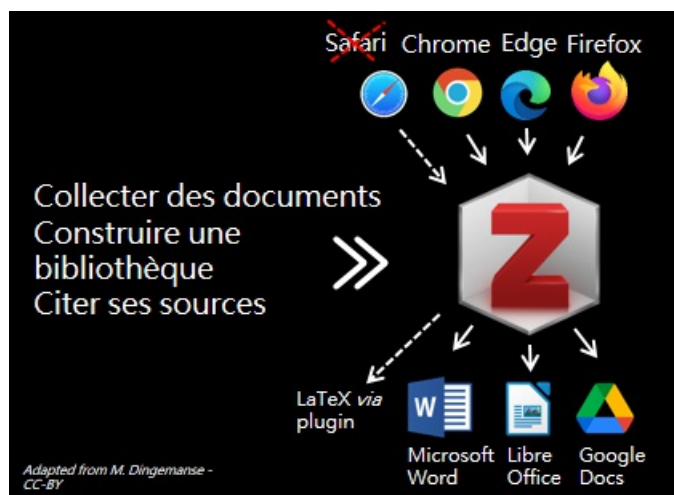 Safari Chrome Edge Firefox
Collecter des documents
Construire une
bibliothèque
Citer ses sources
Z
LaTeX via
plugin
W
Microsoft
Word
Libre
Office
Google
Docs
Adapted from M. Dingemanse -
CC-BY